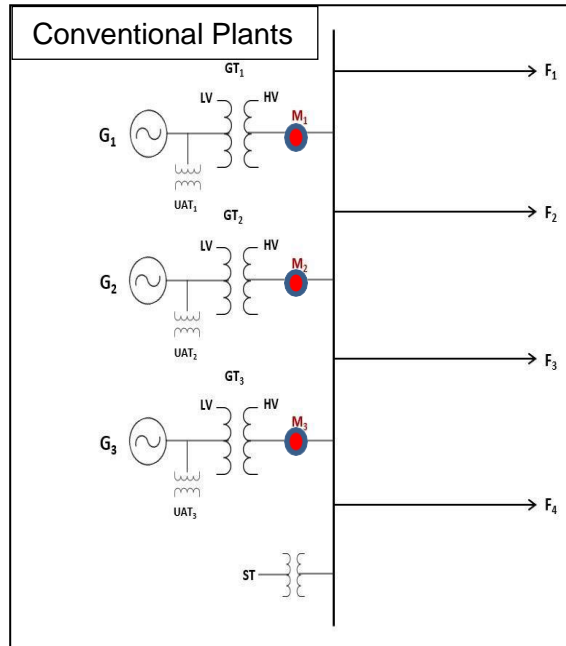 Conventional Plants
GT₁
LV HV
M₁
G₁
F₁
UAT₁
GT₂
F₂
LV HV
M₂
G₂
UAT₂
GT₃
F₃
LV HV
M₃
G₃
UAT₃
F₄
ST